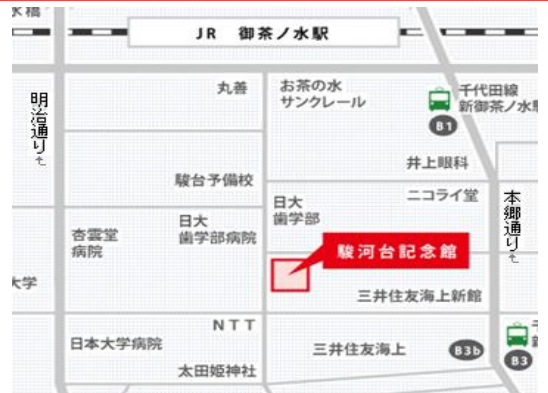 水橋
JR 御茶ノ水駅
丸善
お茶の水
サンクレール
千代田線
新御茶ノ水駅
B1
明治通り
井上眼科
駿台予備校
ニコライ堂
日大
歯学部
本郷通り
杏雲堂
病院
日大
歯学部病院
駿河台記念館
大学
三井住友海上新館
NTT
日本大学病院
三井住友海上
B3b
B3
太田姫神社